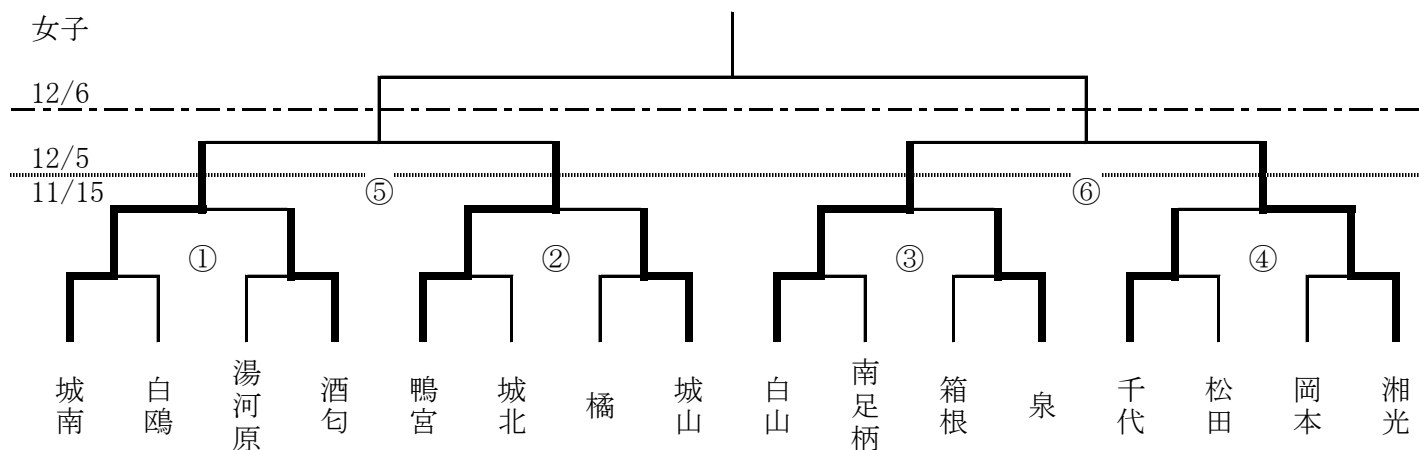 女子
12/6
12/5
11/15
⑤
⑥
①
②
③
④
城南
白鴎
湯河原
酒匂
鴨宮
城北
橘
城山
白山
南足柄
箱根
泉
千代
松田
岡本
湘光